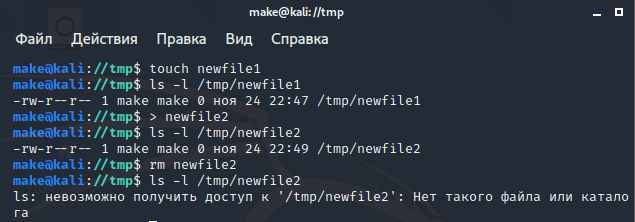 make@kali://tmp
Файл Действия Правка Вид Справка
make@kali://tmp$ touch newfile1
make@kali://tmp$ ls -l /tmp/newfile1
-rw-r--r-- 1 make make 0 ноя 24 22:47 /tmp/newfile1
make@kali://tmp$ > newfile2
make@kali://tmp$ ls -l /tmp/newfile2
-rw-r--r-- 1 make make 0 ноя 24 22:49 /tmp/newfile2
make@kali://tmp$ rm newfile2
make@kali://tmp$ ls -l /tmp/newfile2
ls: невозможно получить доступ к '/tmp/newfile2': Нет такого файла или катало
га